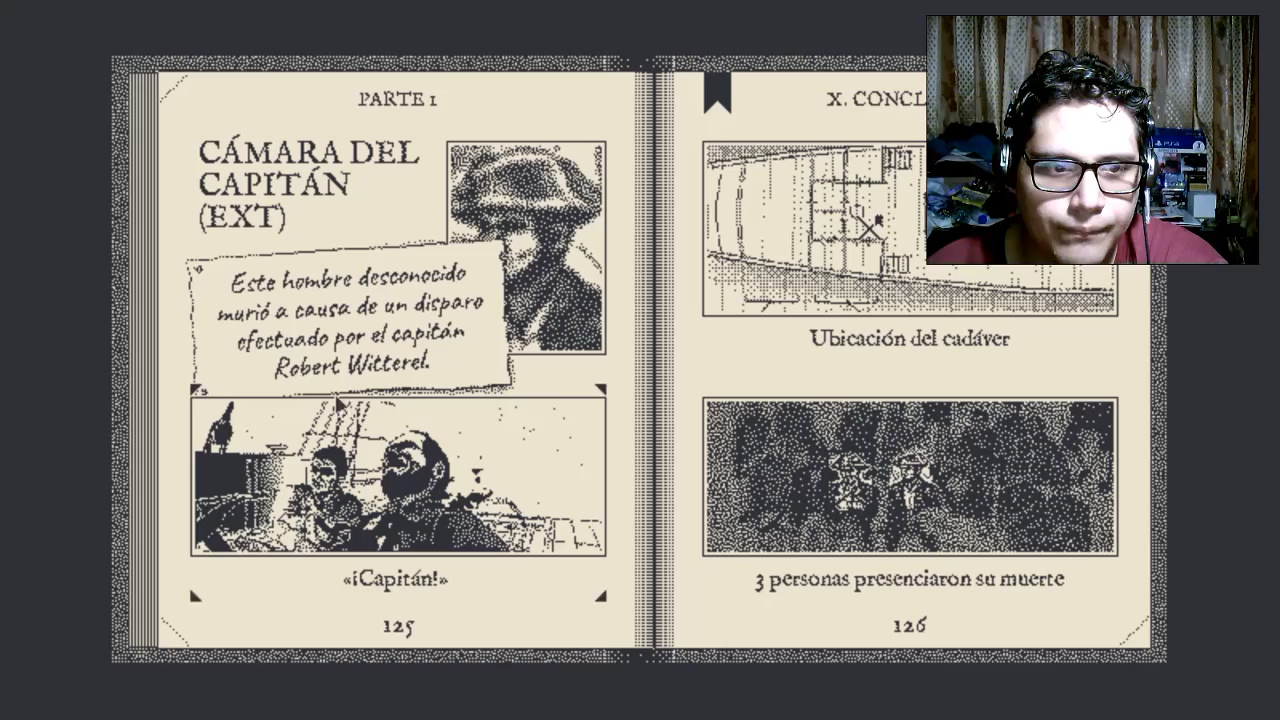 PARTE 1
CÁMARA DEL
CAPITÁN
(EXT)
Este hombre desconocido
murió a causa de un disparo
efectuado por el capitán
Robert Witterel.
«¡Capitán!»
125
X. CONCL
Ubicación del cadáver
3 personas presenciaron su muerte
126